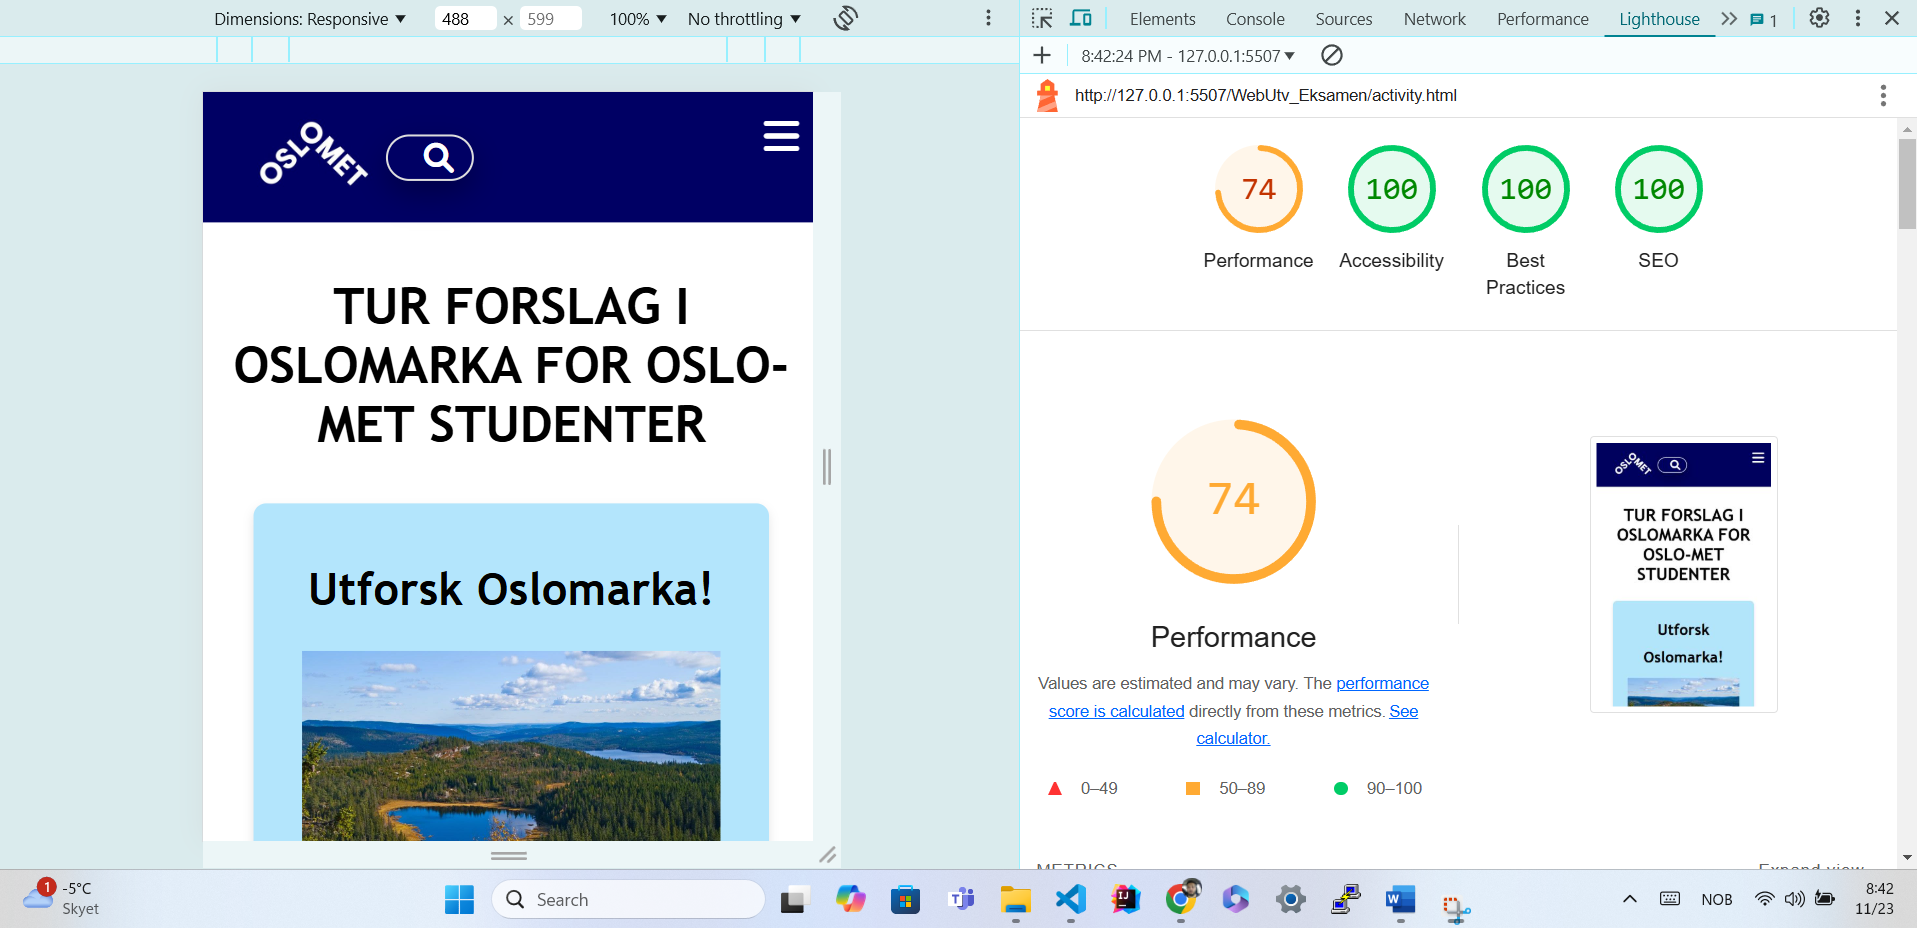 Dimensions: Responsive
488 × 599
100%
No throttling
Elements
Console
Sources
Network
Performance
Lighthouse
1
8:42:24 PM - 127.0.0.1:5507
http://127.0.0.1:5507/WebUtv_Eksamen/activity.html
OSLOMET
TUR FORSLAG I
OSLOMARKA FOR OSLO-
MET STUDENTER
Utforsk Oslomarka!
74
Performance
100
Accessibility
100
Best
Practices
100
SEO
74
Performance
Values are estimated and may vary. The performance
score is calculated directly from these metrics. See
calculator.
0–49
50–89
90–100
OSLOMET
TUR FORSLAG I
OSLOMARKA FOR
OSLO-MET
STUDENTER
Utforsk
Oslomarka!
METRICS
Expand view
1
-5°C
Skyet
Search
NOB
8:42
11/23